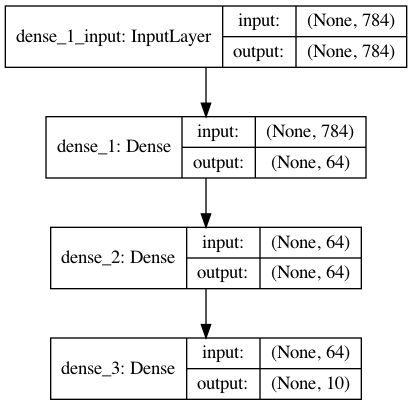 dense_1_input: InputLayer
input: (None, 784)
output: (None, 784)
dense_1: Dense
input: (None, 784)
output: (None, 64)
dense_2: Dense
input: (None, 64)
output: (None, 64)
dense_3: Dense
input: (None, 64)
output: (None, 10)